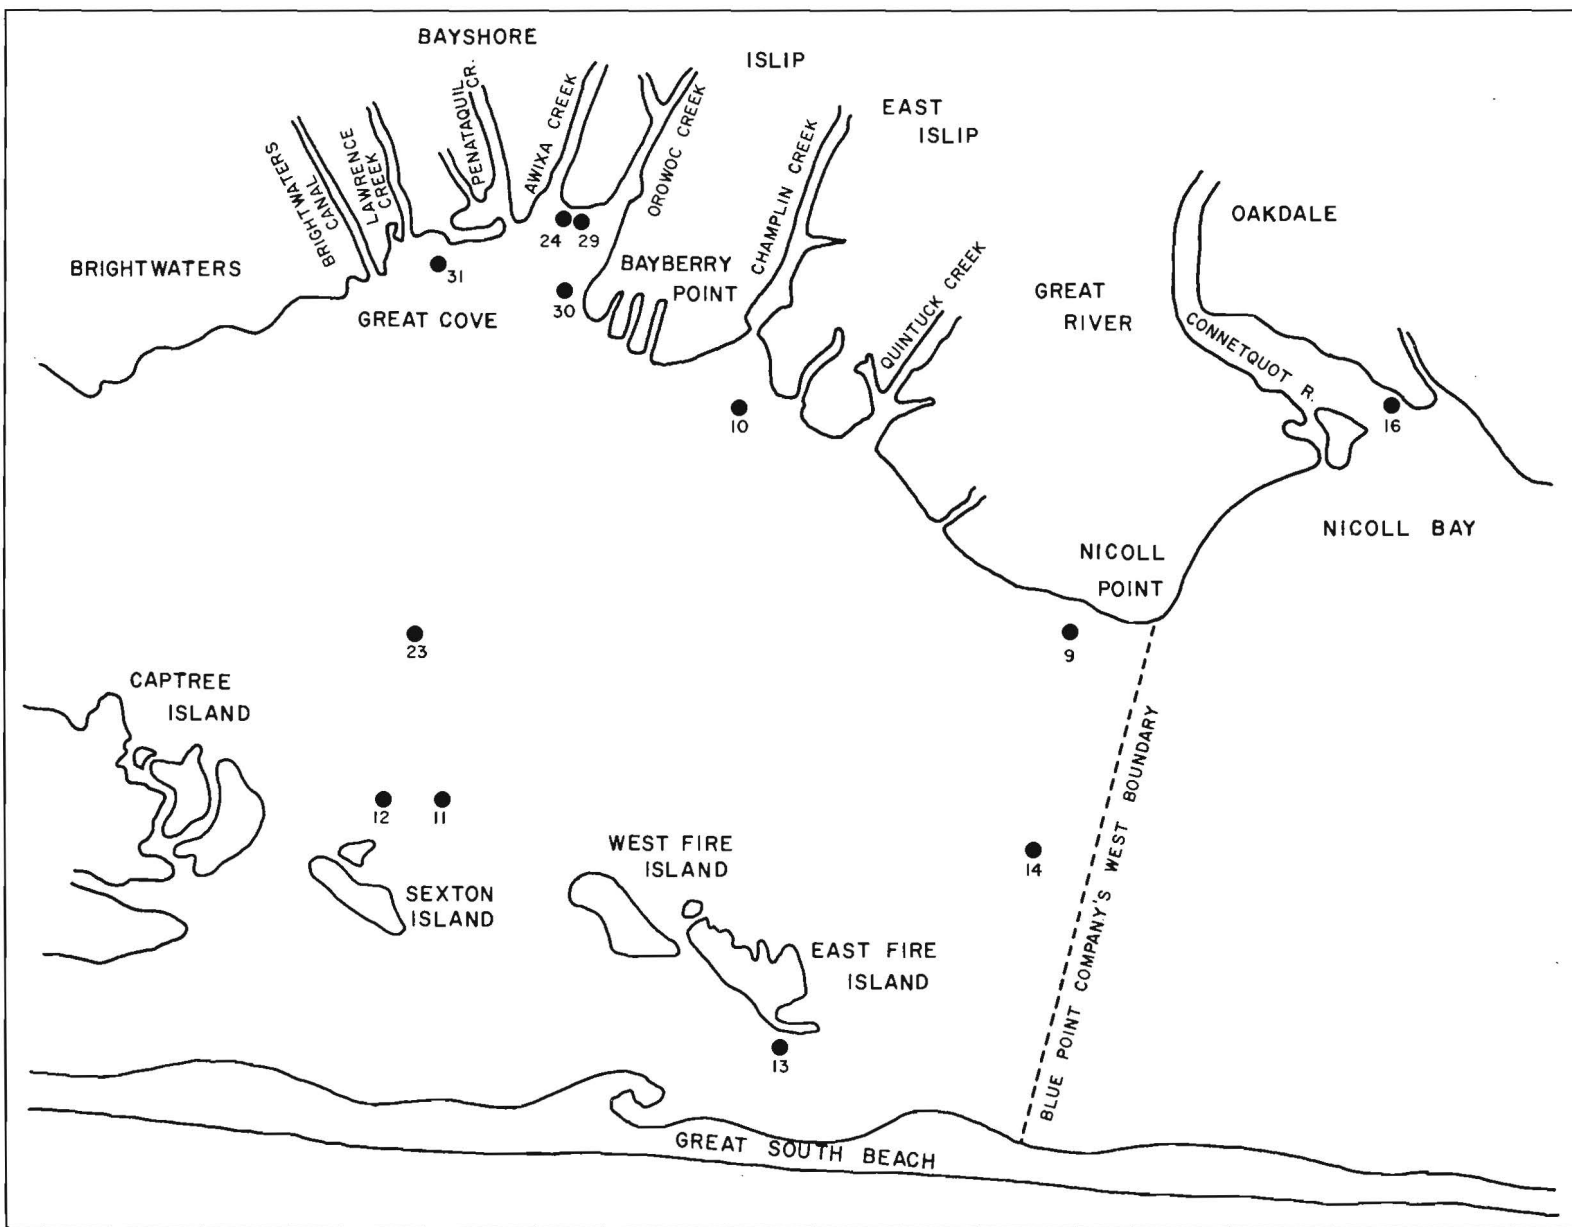 BAYSHORE
ISLIP
EAST
ISLIP
BRIGHTWATERS
CANAL
LAWRENCE
CREEK
PENATAQUIL CR.
AWIXA CREEK
OROWOC CREEK
CHAMPLIN CREEK
QUINTUCK CREEK
OAKDALE
BRIGHTWATERS
31
24
29
30
BAYBERRY
POINT
GREAT COVE
GREAT
RIVER
CONNETQUOT R.
10
16
NICOLL BAY
NICOLL
POINT
23
9
CAPTREE
ISLAND
12
11
WEST FIRE
ISLAND
14
SEXTON
ISLAND
EAST FIRE
ISLAND
13
BLUE POINT COMPANY'S WEST BOUNDARY
GREAT SOUTH BEACH